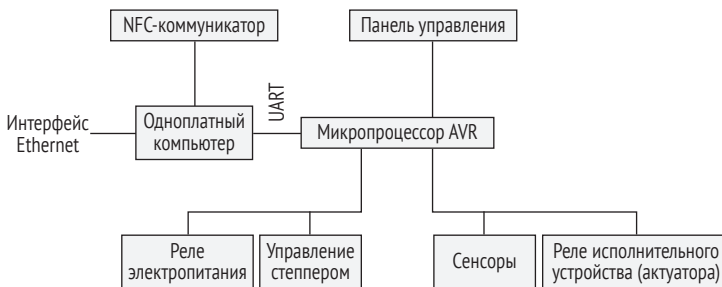 NFC-коммуникатор
Панель управления
UART
Интерфейс
Ethernet
Одноплатный
компьютер
Микропроцессор AVR
Реле
электропитания
Управление
степпером
Сенсоры
Реле исполнительного
устройства (актуатора)